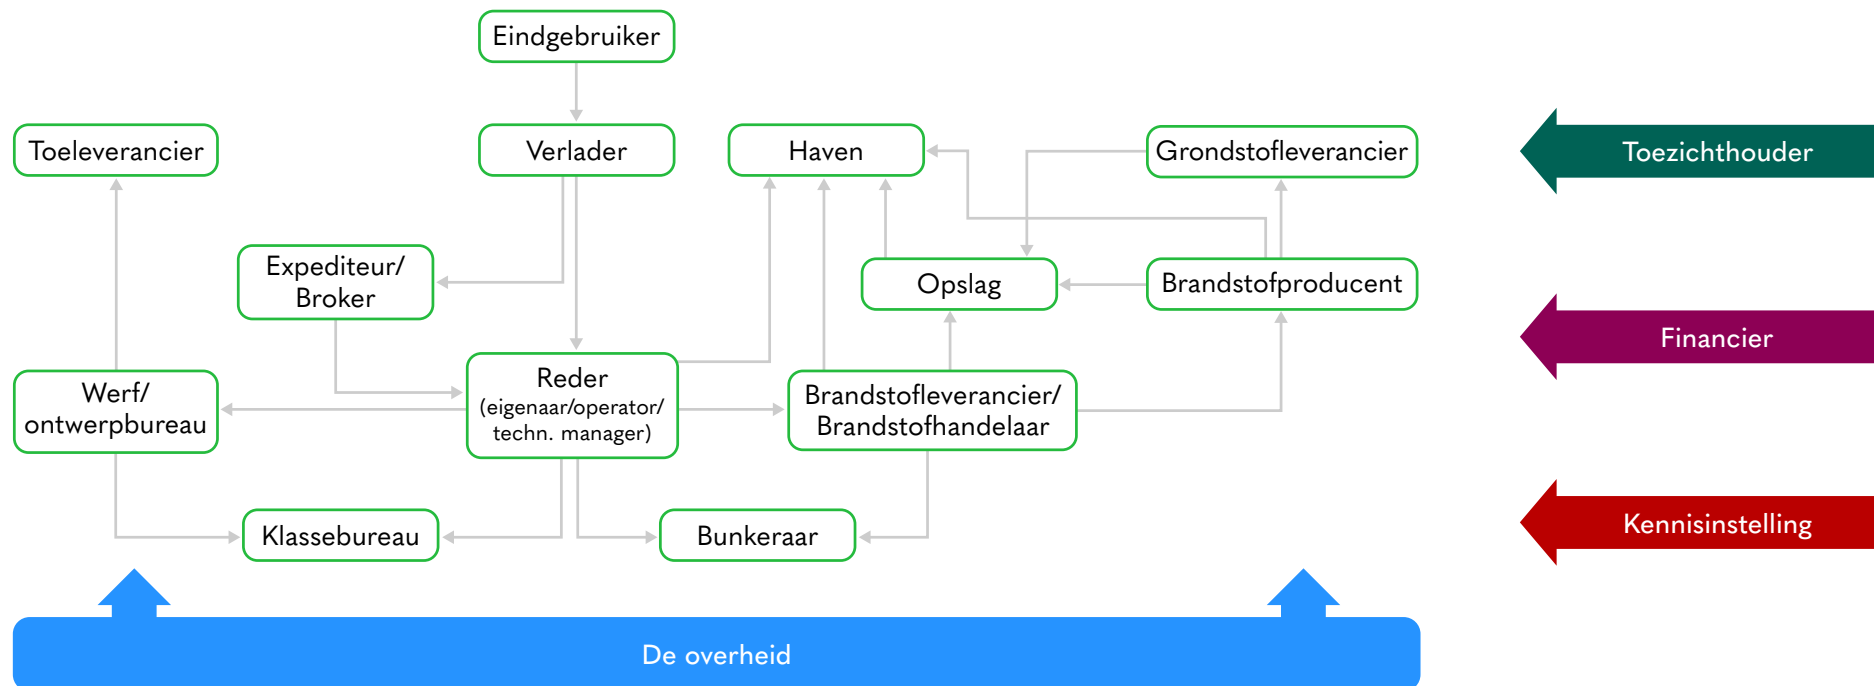 Eindgebruiker
Toeleverancier
Verlader
Haven
Grondstofleverancier
Toezichthouder
Expediteur/
Broker
Opslag
Brandstofproducent
Financier
Werf/
ontwerpbureau
Reder
(eigenaar/operator/
techn. manager)
Brandstofleverancier/
Brandstofhandelaar
Klassebureau
Bunkeraar
Kennisinstelling
De overheid